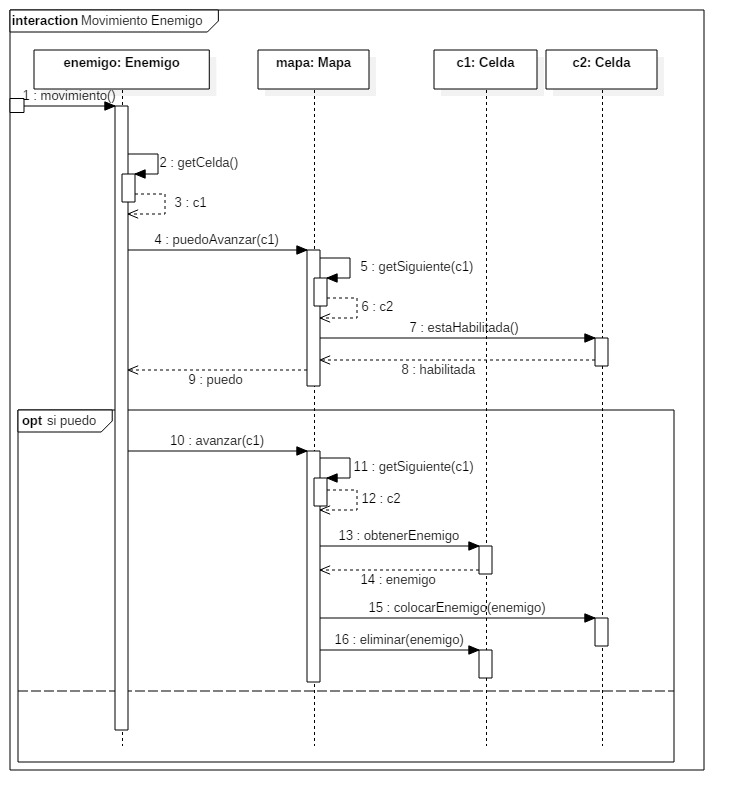 interaction Movimiento Enemigo
enemigo: Enemigo
mapa: Mapa
c1: Celda
c2: Celda
1 : movimiento()
2 : getCelda()
3 : c1
4 : puedoAvanzar(c1)
5 : getSiguiente(c1)
6 : c2
7 : estaHabilitada()
8 : habilitada
9 : puedo
opt si puedo
10 : avanzar(c1)
11 : getSiguiente(c1)
12 : c2
13 : obtenerEnemigo
14 : enemigo
15 : colocarEnemigo(enemigo)
16 : eliminar(enemigo)